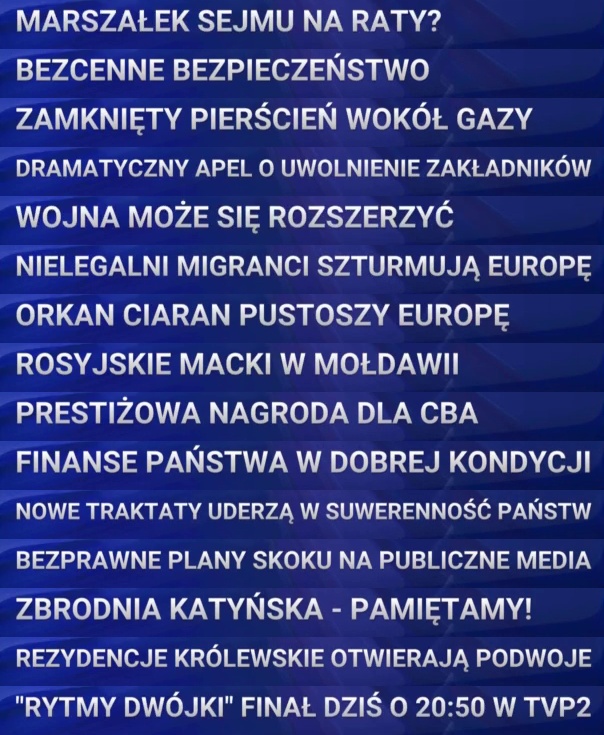 MARSZAŁEK SEJMU NA RATY?
BEZCENNE BEZPIECZEŃSTWO
ZAMKNIĘTY PIERŚCIEŃ WOKÓŁ GAZY
DRAMATYCZNY APEL O UWOLNIENIE ZAKŁADNIKÓW
WOJNA MOŻE SIĘ ROZSZERZYĆ
NIELEGALNI MIGRANCI SZTURMUJĄ EUROPĘ
ORKAN CIARAN PUSTOSZY EUROPĘ
ROSYJSKIE MACKI W MOŁDAWII
PRESTIŻOWA NAGRODA DLA CBA
FINANSE PAŃSTWA W DOBREJ KONDYCJI
NOWE TRAKTATY UDERZĄ W SUWERENNOŚĆ PAŃSTW
BEZPRAWNE PLANY SKOKU NA PUBLICZNE MEDIA
ZBRODNIA KATYŃSKA - PAMIĘTAMY!
REZYDENCJE KRÓLEWSKIE OTWIERAJĄ PODWOJE
"RYTMY DWÓJKI" FINAŁ DZIŚ O 20:50 W TVP2